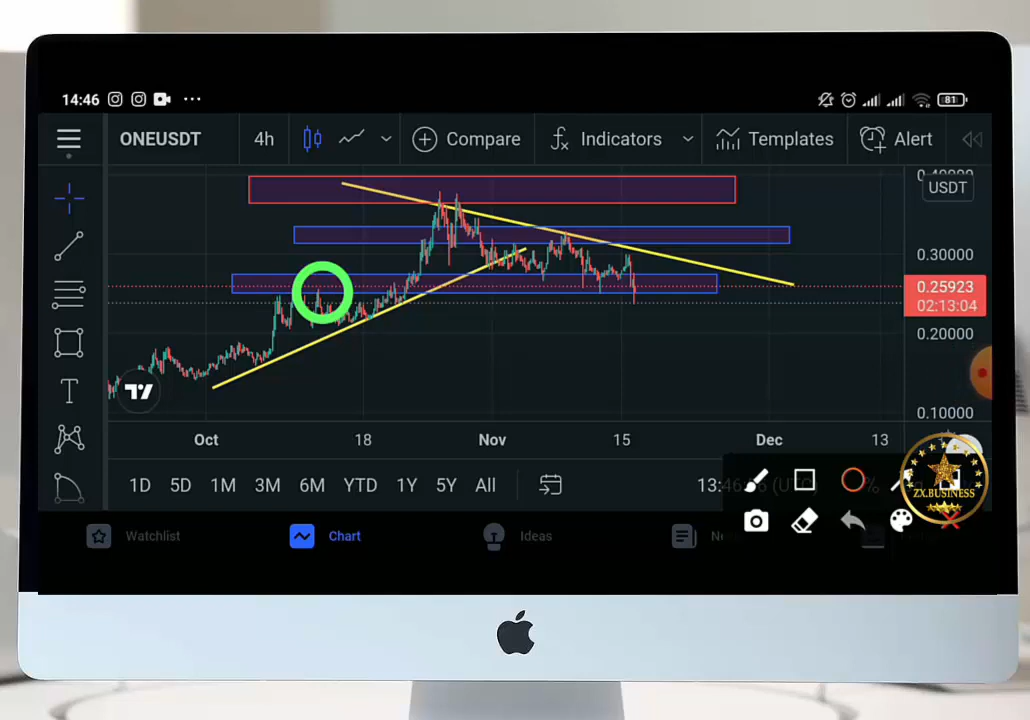 14:46 ... 81
ONEUSDT 4h Compare Indicators Templates Alert
USDT
0.30000
0.25923
02:13:04
0.20000
0.10000
Oct 18 Nov 15 Dec 13
1D 5D 1M 3M 6M YTD 1Y 5Y All
ZX.BUSINESS
Watchlist Chart Ideas